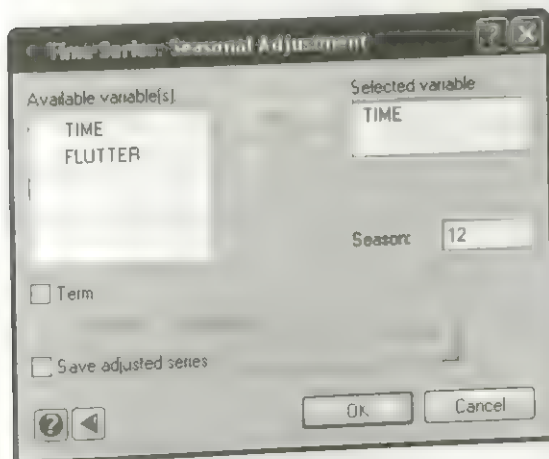 Time Series: Seasonal Adjustment
Available variable(s)
Selected variable
TIME
FLUTTER
TIME
Season:
12
Term
Save adjusted series
OK
Cancel